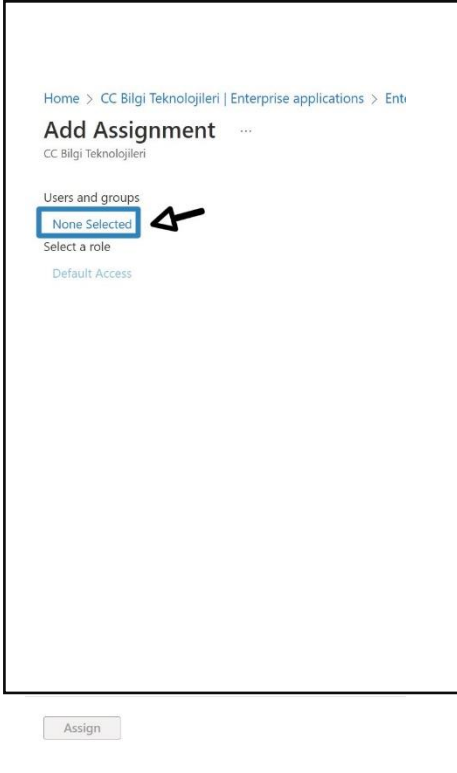 Home > CC Bilgi Teknolojileri | Enterprise applications > Ente
Add Assignment ...
CC Bilgi Teknolojileri
Users and groups
None Selected
Select a role
Default Access
Assign